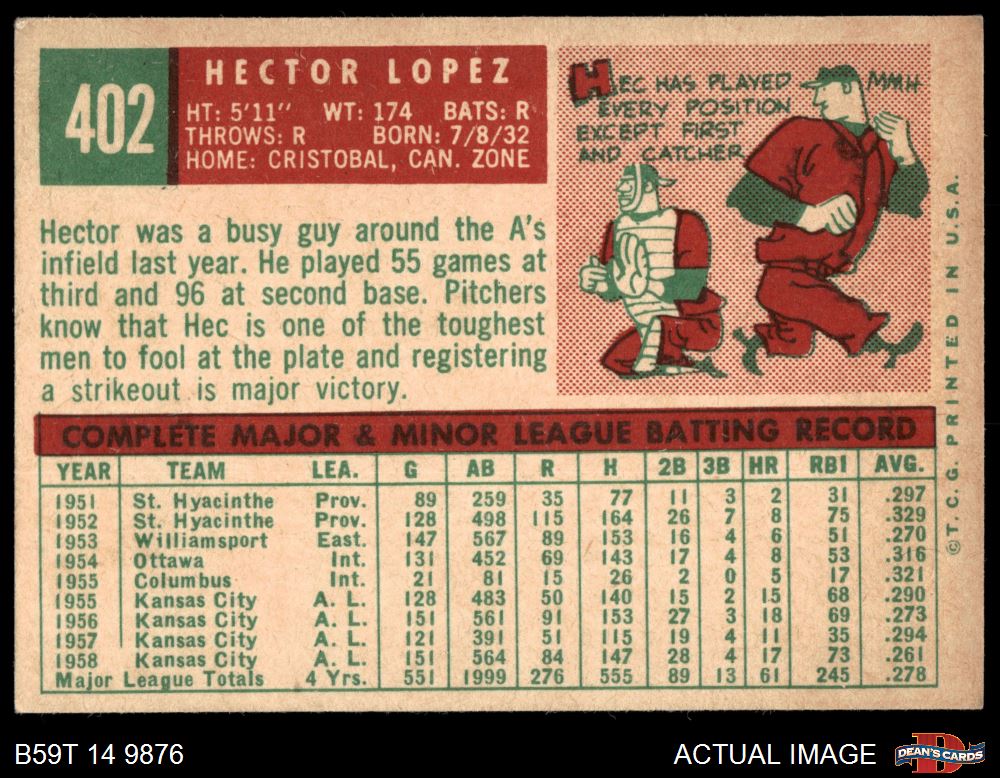 402
HECTOR LOPEZ
HT: 5'11" WT: 174 BATS: R
THROWS: R BORN: 7/8/32
HOME: CRISTOBAL, CAN. ZONE
HEC HAS PLAYED
EVERY POSITION
EXCEPT FIRST
AND CATCHER
MMH
Hector was a busy guy around the A's
infield last year. He played 55 games at
third and 96 at second base. Pitchers
know that Hec is one of the toughest
men to fool at the plate and registering
a strikeout is major victory.
COMPLETE MAJOR & MINOR LEAGUE BATTING RECORD
YEAR TEAM LEA. G AB R H 2B 3B HR RBI AVG.
1951 St. Hyacinthe Prov. 89 259 35 77 11 3 2 31 .297
1952 St. Hyacinthe Prov. 128 498 115 164 26 7 8 75 .329
1953 Williamsport East. 147 567 89 153 16 4 6 51 .270
1954 Ottawa Int. 131 452 69 143 17 4 8 53 .316
1955 Columbus Int. 21 81 15 26 2 0 5 17 .321
1955 Kansas City A. L. 128 483 50 140 15 2 15 68 .290
1956 Kansas City A. L. 151 561 91 153 27 3 18 69 .273
1957 Kansas City A. L. 121 391 51 115 19 4 11 35 .294
1958 Kansas City A. L. 151 564 84 147 28 4 17 73 .261
Major League Totals 4 Yrs. 551 1999 276 555 89 13 61 245 .278
©T. C. G. PRINTED IN U.S.A.
B59T 14 9876
ACTUAL IMAGE
DEAN'S CARDS